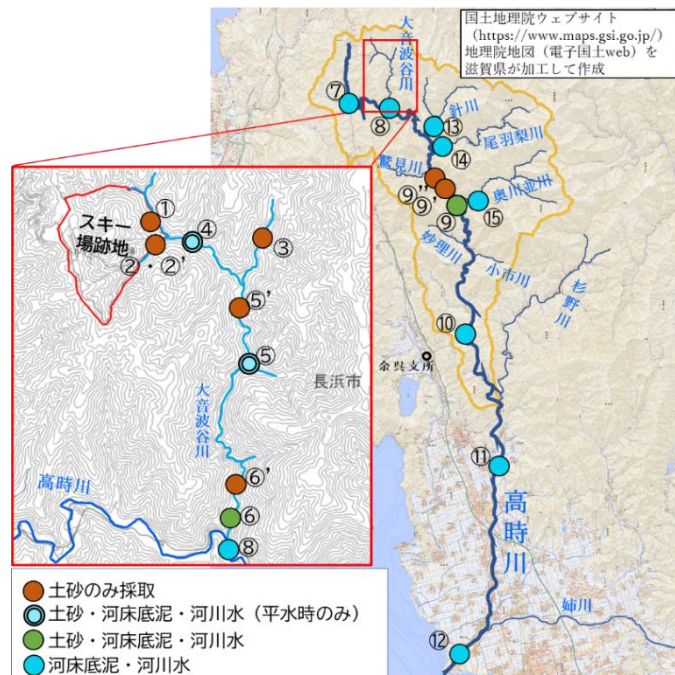 国土地理院ウェブサイト
(https://www.maps.gsi.go.jp/)
地理院地図(電子国土web)を
滋賀県が加工して作成
大音波谷川
⑦
⑧
針川
⑬
尾羽梨川
⑭
鷲見川
⑨''
⑨'
⑨
奥川並川
⑮
妙理川
小市川
杉野川
⑩
余呉支所
⑪
高時川
姉川
⑫
スキー
場跡地
①
②・②'
④
③
⑤'
⑤
長浜市
大音波谷川
⑥'
⑥
高時川
⑧
土砂のみ採取
土砂・河床底泥・河川水(平水時のみ)
土砂・河床底泥・河川水
河床底泥・河川水